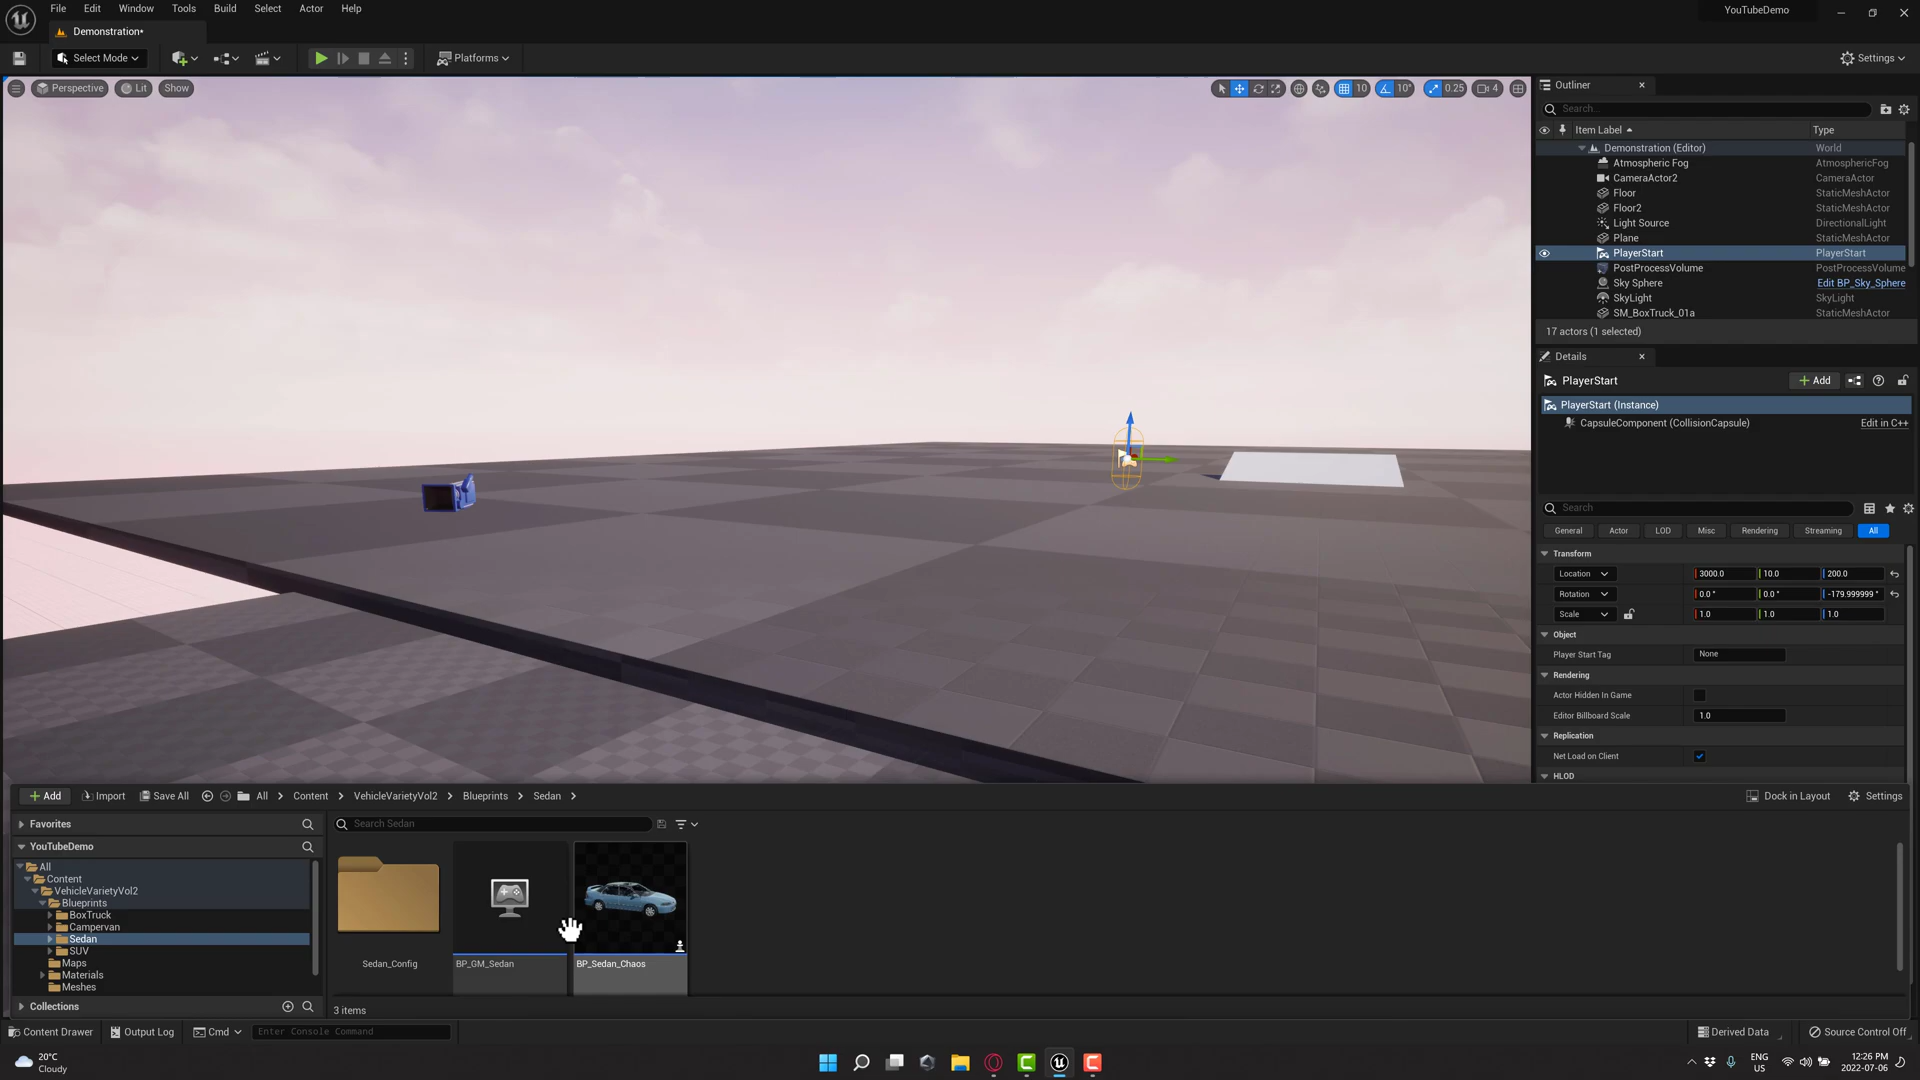 File Edit Window Tools Build Select Actor Help
YouTubeDemo
Demonstration*
Select Mode
Platforms
Settings
Perspective Lit Show
10 10° 0.25 4
Outliner
Search...
Item Label Type
Demonstration (Editor) World
Atmospheric Fog AtmosphericFog
CameraActor2 CameraActor
Floor StaticMeshActor
Floor2 StaticMeshActor
Light Source DirectionalLight
Plane StaticMeshActor
PlayerStart PlayerStart
PostProcessVolume PostProcessVolume
Sky Sphere Edit BP_Sky_Sphere
SkyLight SkyLight
SM_BoxTruck_01a StaticMeshActor
17 actors (1 selected)
Details
PlayerStart Add
PlayerStart (Instance)
CapsuleComponent (CollisionCapsule) Edit in C++
Search
General Actor LOD Misc Rendering Streaming All
Transform
Location 3000.0 10.0 200.0
Rotation 0.0 ° 0.0 ° -179.999999 °
Scale 1.0 1.0 1.0
Object
Player Start Tag None
Rendering
Actor Hidden In Game
Editor Billboard Scale 1.0
Replication
Net Load on Client
HLOD
Add Import Save All All Content VehicleVarietyVol2 Blueprints Sedan Dock in Layout Settings
Favorites
Search Sedan
YouTubeDemo
All
Content
VehicleVarietyVol2
Blueprints
BoxTruck
Campervan
Sedan
SUV
Maps
Materials
Meshes
Sedan_Config BP_GM_Sedan BP_Sedan_Chaos
Collections
3 items
Content Drawer Output Log Cmd Enter Console Command Derived Data Source Control Off
20°C
Cloudy
ENG
US
12:26 PM
2022-07-06